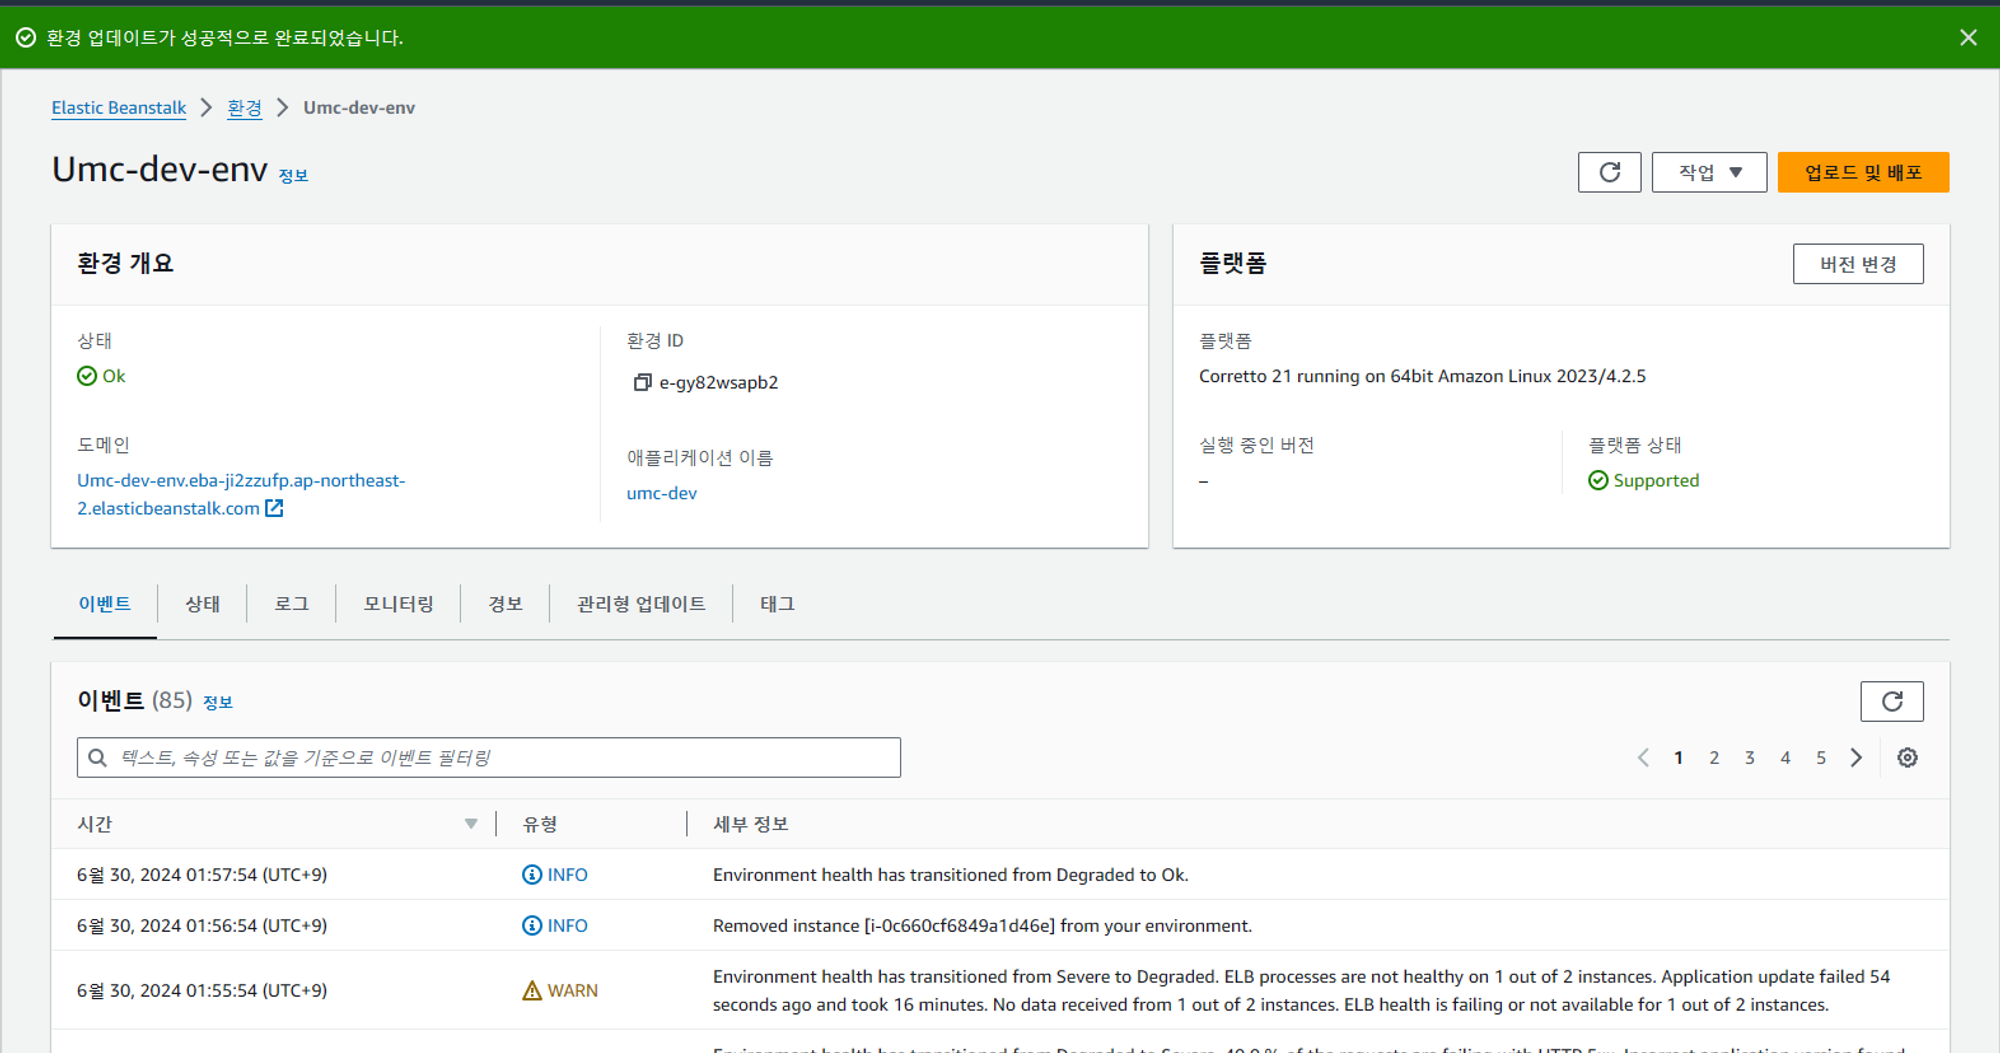 환경 업데이트가 성공적으로 완료되었습니다.
Elastic Beanstalk > 환경 > Umc-dev-env
Umc-dev-env 정보
작업 ▼
업로드 및 배포
환경 개요
상태
Ok
도메인
Umc-dev-env.eba-ji2zzufp.ap-northeast-
2.elasticbeanstalk.com
환경 ID
e-gy82wsapb2
애플리케이션 이름
umc-dev
플랫폼
버전 변경
플랫폼
Corretto 21 running on 64bit Amazon Linux 2023/4.2.5
실행 중인 버전
–
플랫폼 상태
Supported
이벤트 상태 로그 모니터링 경보 관리형 업데이트 태그
이벤트 (85) 정보
텍스트, 속성 또는 값을 기준으로 이벤트 필터링
1 2 3 4 5
시간 유형 세부 정보
6월 30, 2024 01:57:54 (UTC+9) INFO Environment health has transitioned from Degraded to Ok.
6월 30, 2024 01:56:54 (UTC+9) INFO Removed instance [i-0c660cf6849a1d46e] from your environment.
6월 30, 2024 01:55:54 (UTC+9) WARN Environment health has transitioned from Severe to Degraded. ELB processes are not healthy on 1 out of 2 instances. Application update failed 54
seconds ago and took 16 minutes. No data received from 1 out of 2 instances. ELB health is failing or not available for 1 out of 2 instances.
Environment health has transitioned from Degraded to Severe.